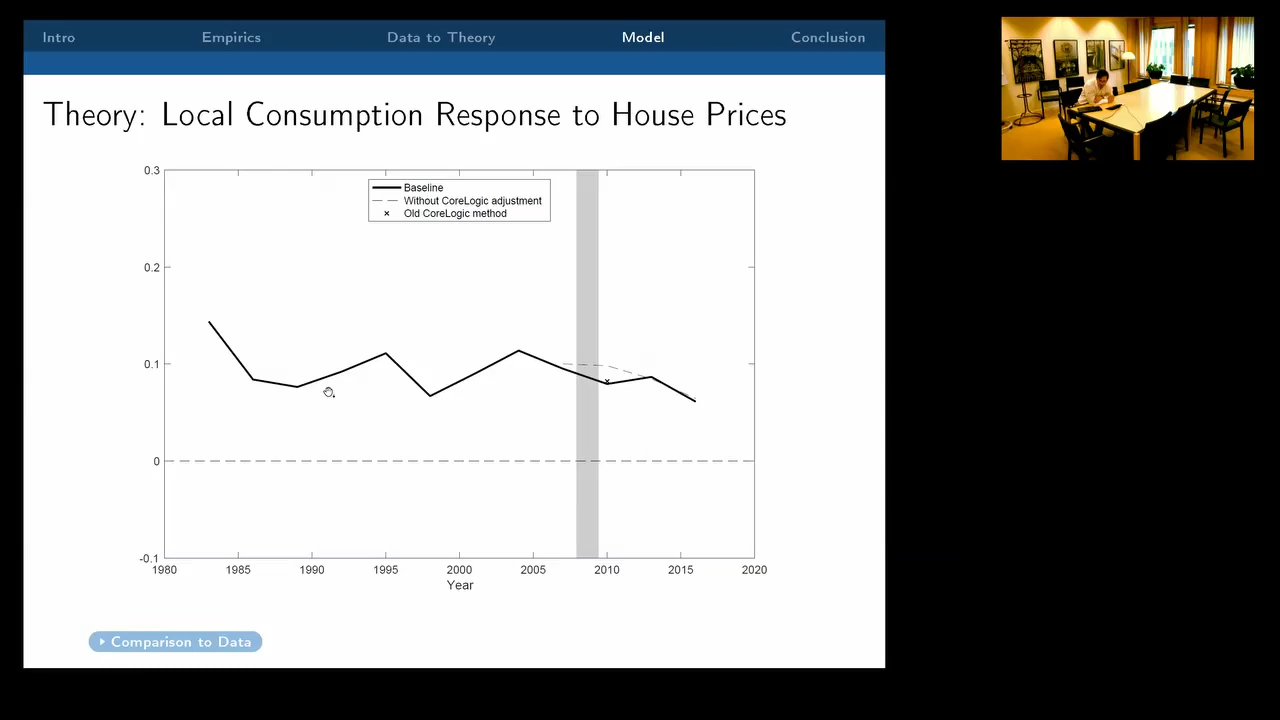 Intro Empirics Data to Theory Model Conclusion
Theory: Local Consumption Response to House Prices
0.3
Baseline
Without CoreLogic adjustment
Old CoreLogic method
0.2
0.1
0
-0.1
1980 1985 1990 1995 2000 2005 2010 2015 2020
Year
Comparison to Data